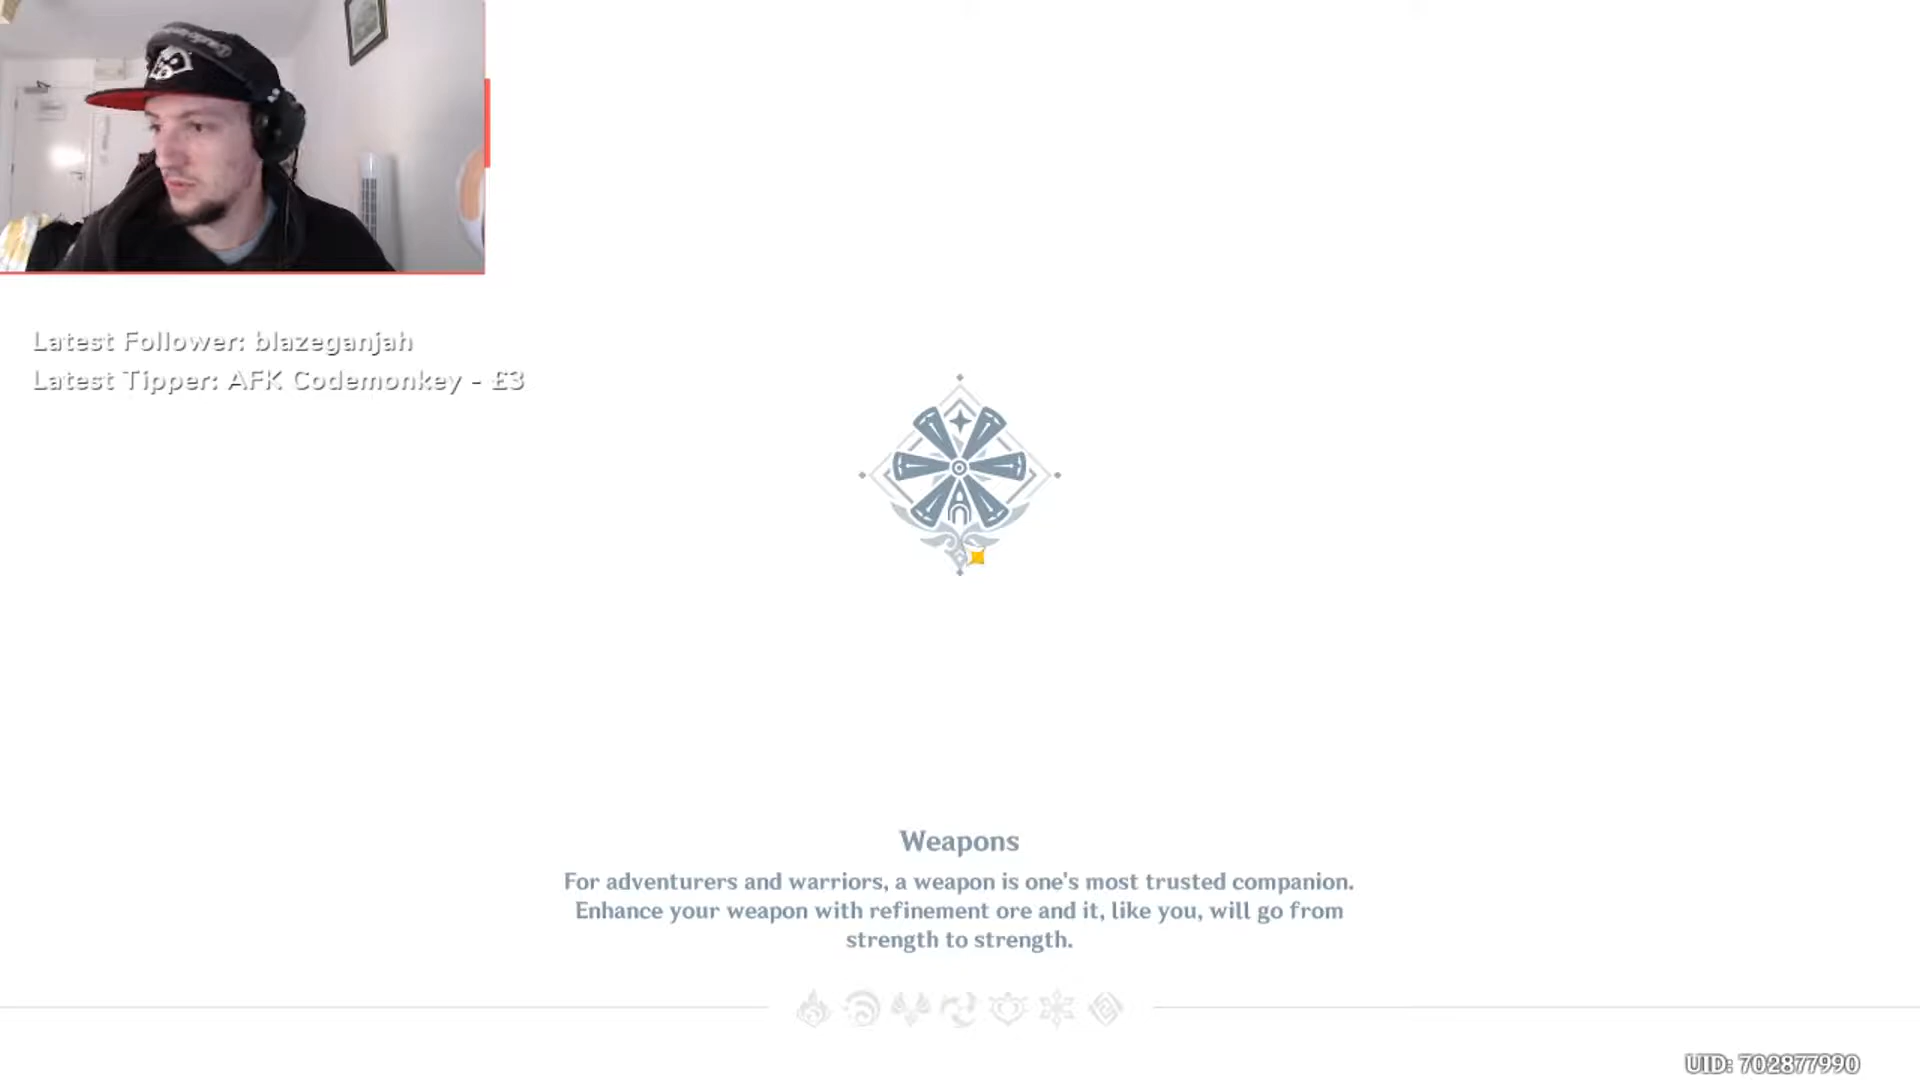 Latest Follower: blazeganjah
Latest Tipper: AFK Codemonkey - £3
Weapons
For adventurers and warriors, a weapon is one's most trusted companion.
Enhance your weapon with refinement ore and it, like you, will go from
strength to strength.
UID: 702877990